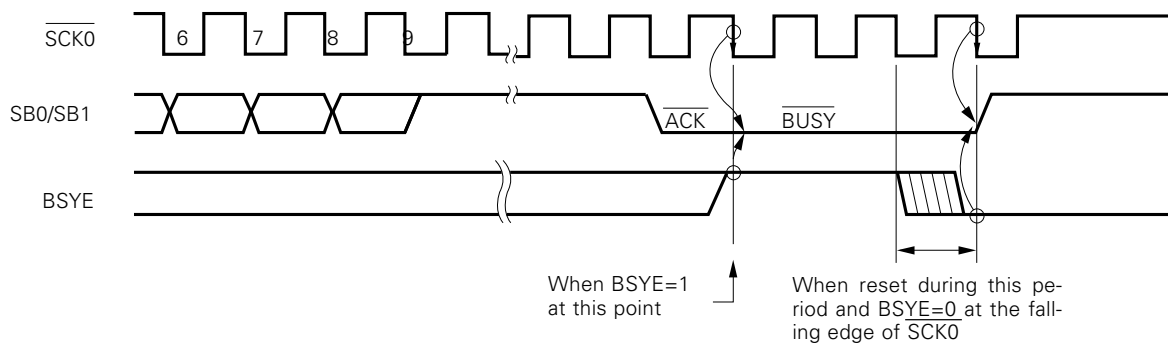 SCK0
6 7 8 9
SB0/SB1
ACK
BUSY
BSYE
When BSYE=1
at this point
When reset during this pe-
riod and BSYE=0 at the fall-
ing edge of SCK0